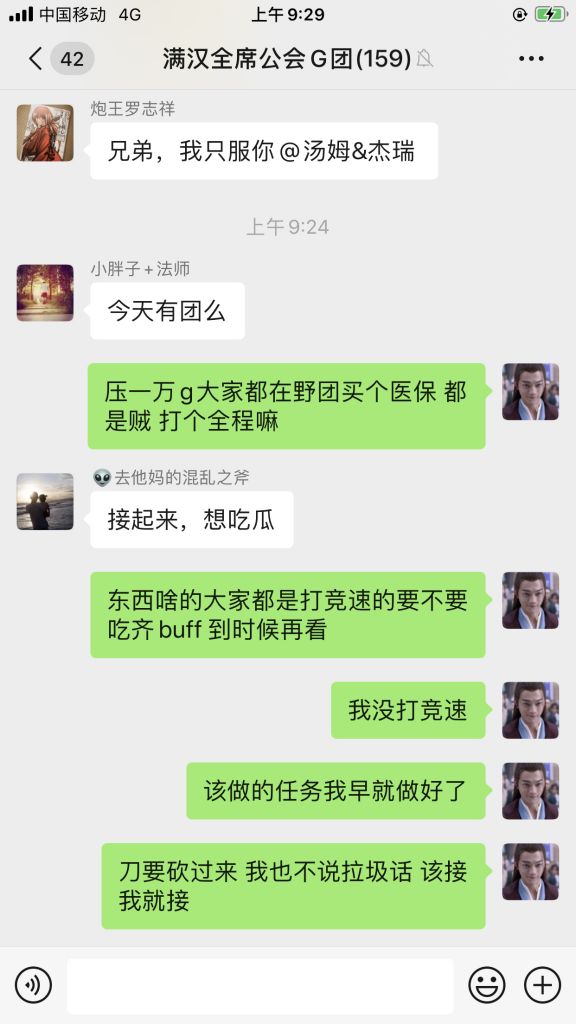 中国移动 4G 上午9:29
42 满汉全席公会G团(159)
炮王罗志祥
兄弟，我只服你@汤姆&杰瑞
上午9:24
小胖子+法师
今天有团么
压一万g大家都在野团买个医保 都
是贼 打个全程嘛
👽去他妈的混乱之斧
接起来，想吃瓜
东西啥的大家都是打竞速的要不要
吃齐buff 到时候再看
我没打竞速
该做的任务我早就做好了
刀要砍过来 我也不说垃圾话 该接
我就接